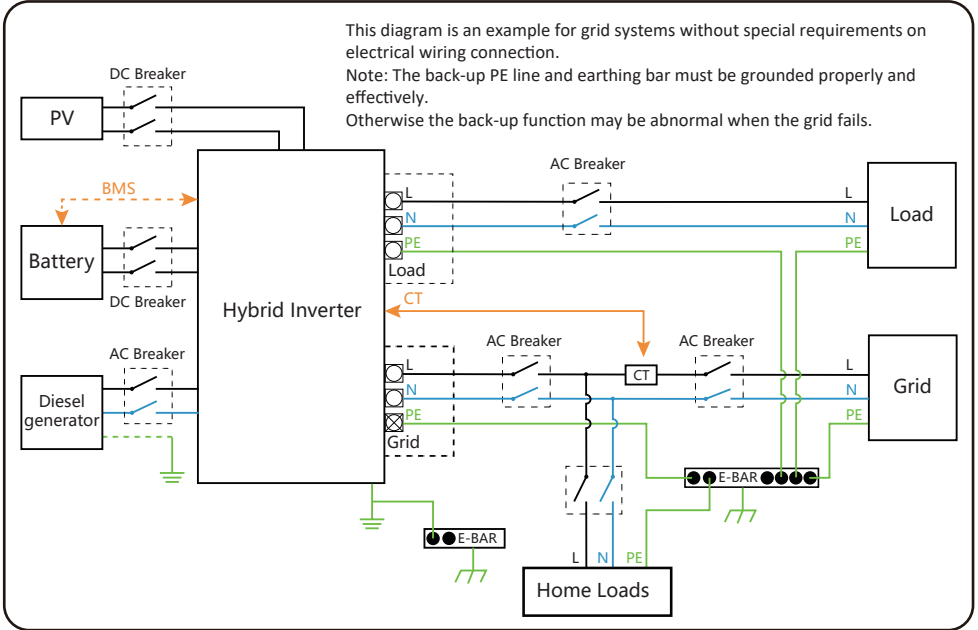 This diagram is an example for grid systems without special requirements on
electrical wiring connection.
Note: The back-up PE line and earthing bar must be grounded properly and
effectively.
Otherwise the back-up function may be abnormal when the grid fails.
DC Breaker
PV
BMS
Battery
DC Breaker
AC Breaker
Diesel
generator
Hybrid Inverter
L
N
PE
Load
CT
L
N
PE
Grid
AC Breaker
L
N
PE
Load
AC Breaker
CT
AC Breaker
L
N
PE
Grid
E-BAR
E-BAR
L
N
PE
Home Loads